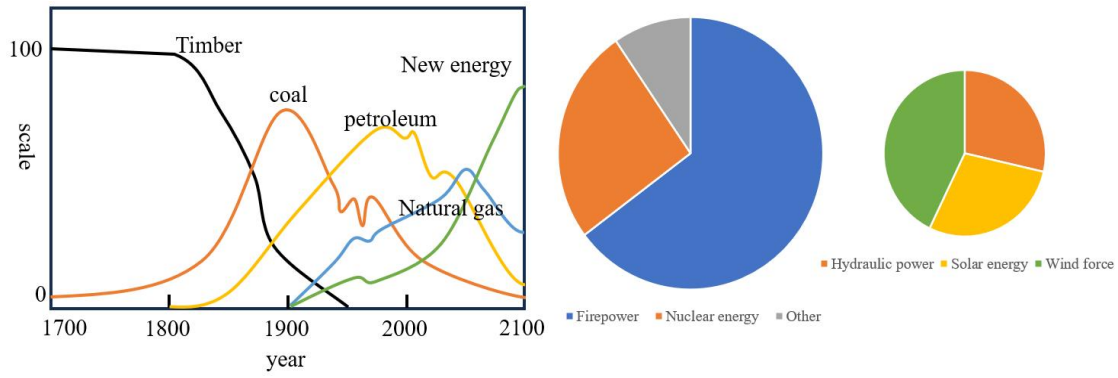 100
Timber
New energy
coal
petroleum
scale
Natural gas
0
1700 1800 1900 2000 2100
year
Firepower Nuclear energy Other
Hydraulic power Solar energy Wind force